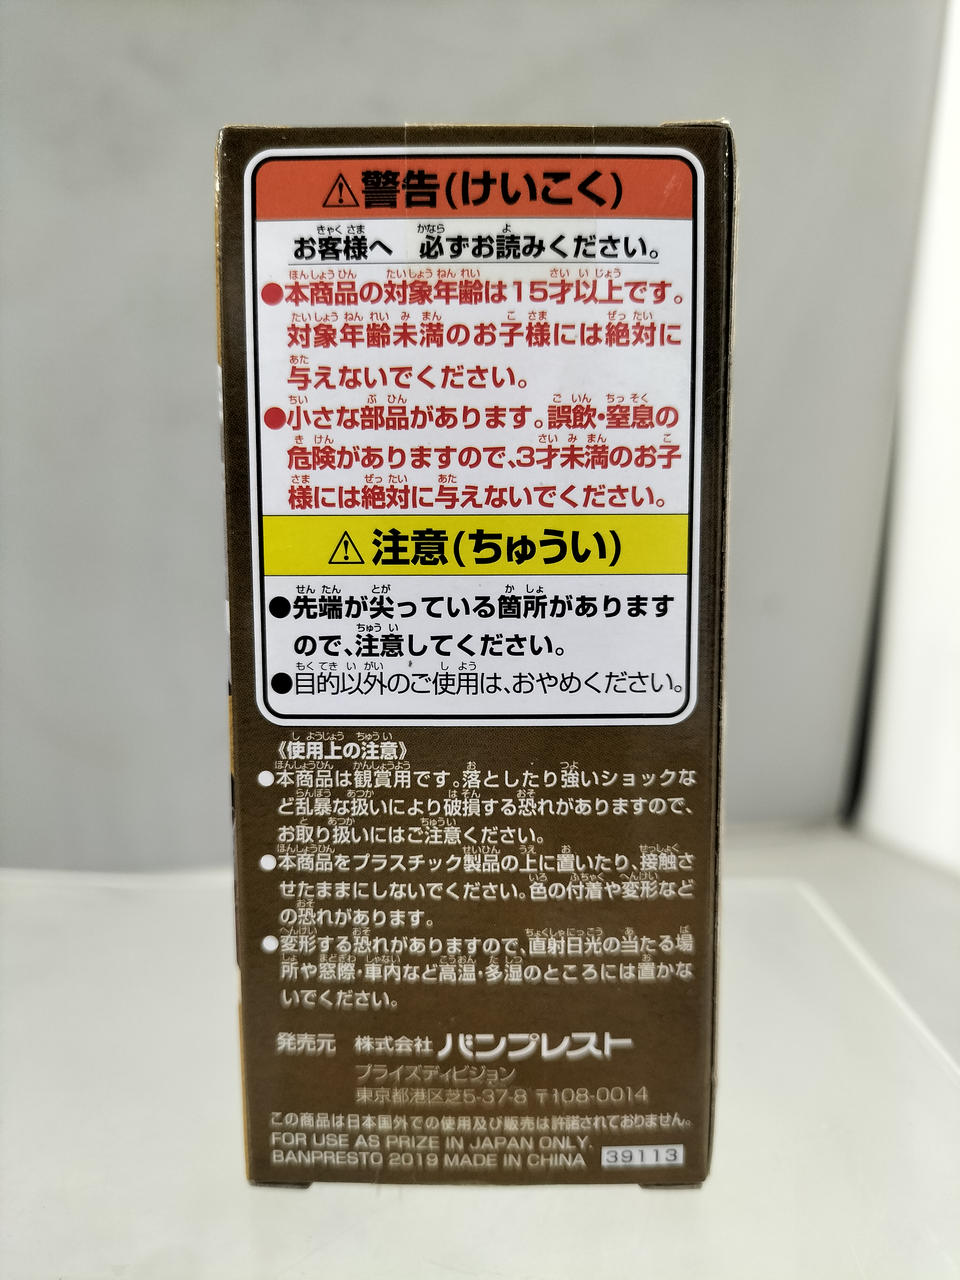 ⚠警告(けいこく)
お客様へ 必ずお読みください。
●本商品の対象年齢は15才以上です。
対象年齢未満のお子様には絶対に
与えないでください。
●小さな部品があります。誤飲・窒息の
危険がありますので、3才未満のお子
様には絶対に与えないでください。
⚠注意(ちゅうい)
●先端が尖っている箇所があります
ので、注意してください。
●目的以外のご使用は、おやめください。
《使用上の注意》
●本商品は観賞用です。落としたり強いショックな
ど乱暴な扱いにより破損する恐れがありますので、
お取り扱いにはご注意ください。
●本商品をプラスチック製品の上に置いたり、接触さ
せたままにしないでください。色の付着や変形など
の恐れがあります。
●変形する恐れがありますので、直射日光の当たる場
所や窓際・車内など高温・多湿のところには置かな
いでください。
発売元 株式会社 バンプレスト
プライズディビジョン
東京都港区芝5-37-8 〒108-0014
この商品は日本国外での使用及び販売は許諾されておりません。
FOR USE AS PRIZE IN JAPAN ONLY.
BANPRESTO 2019 MADE IN CHINA 39113